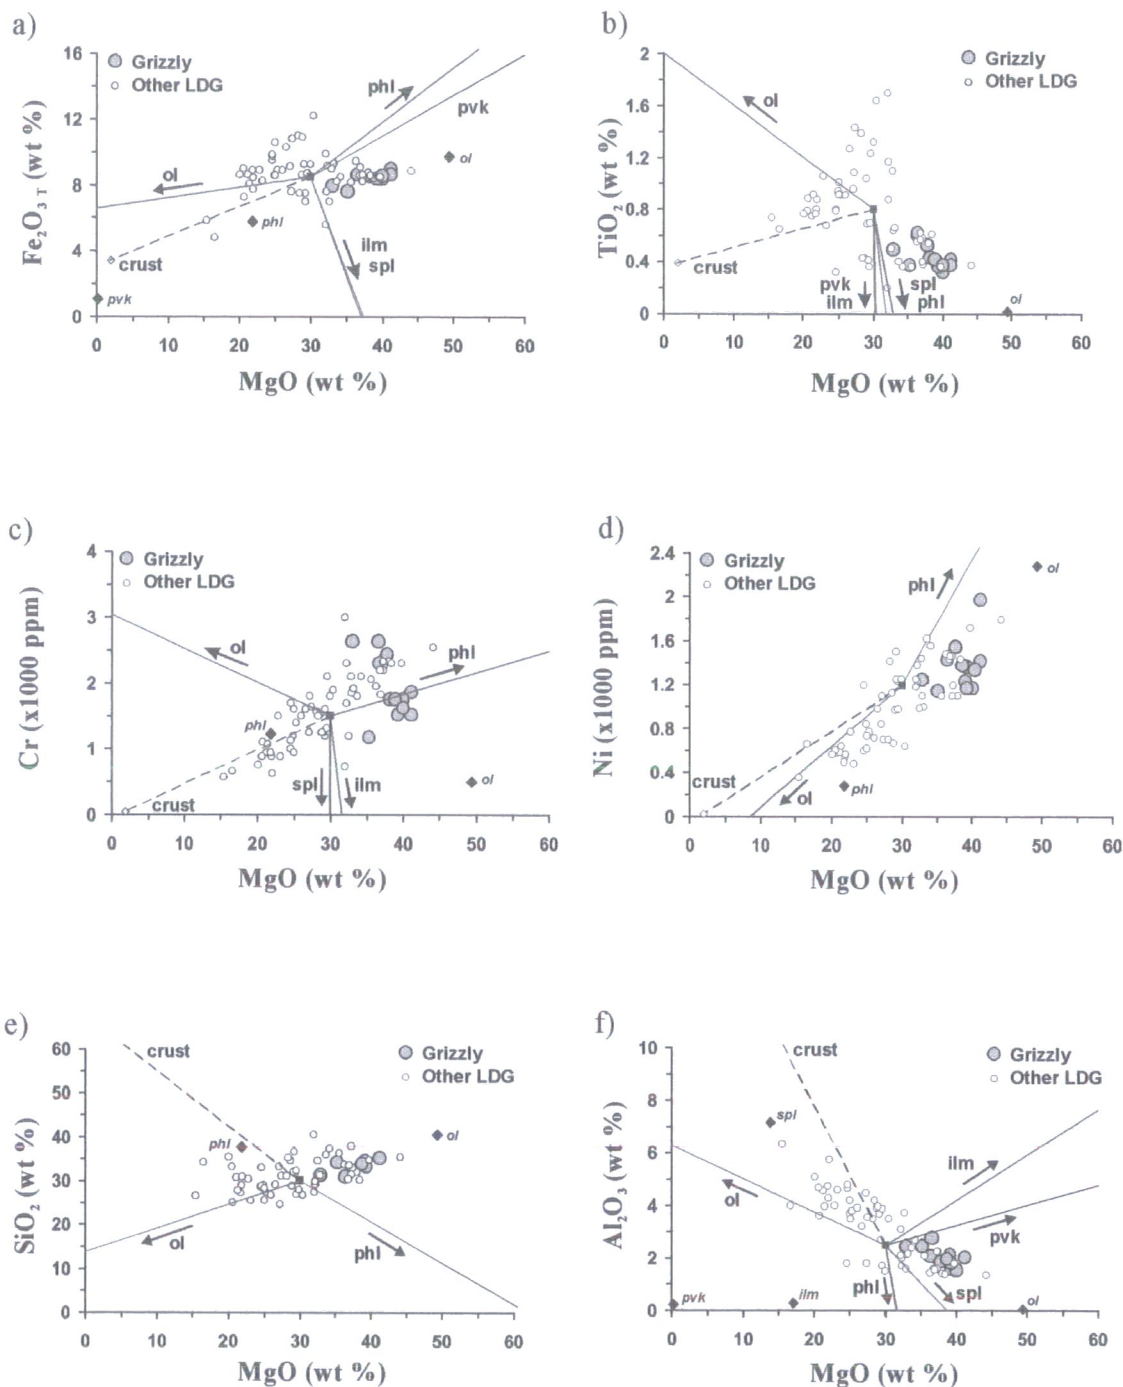 a)
16
12
8
4
0
Fe2O3 T (wt %)
Grizzly
Other LDG
phl
pvk
ol
ol
phl
ilm
spl
crust
pvk
0 10 20 30 40 50 60
MgO (wt %)
b)
2
1.6
1.2
0.8
0.4
0
TiO2 (wt %)
Grizzly
Other LDG
ol
crust
pvk
ilm
spl
phl
ol
0 10 20 30 40 50 60
MgO (wt %)
c)
4
3
2
1
0
Cr (x1000 ppm)
Grizzly
Other LDG
ol
phl
phl
spl
ilm
ol
crust
0 10 20 30 40 50 60
MgO (wt %)
d)
2.4
2
1.6
1.2
0.8
0.4
0
Ni (x1000 ppm)
Grizzly
Other LDG
phl
ol
crust
ol
phl
0 10 20 30 40 50 60
MgO (wt %)
e)
60
50
40
30
20
10
0
SiO2 (wt %)
crust
Grizzly
Other LDG
phl
ol
ol
phl
0 10 20 30 40 50 60
MgO (wt %)
f)
10
8
6
4
2
0
Al2O3 (wt %)
crust
Grizzly
Other LDG
spl
ol
ilm
pvk
phl
spl
pvk
ilm
ol
0 10 20 30 40 50 60
MgO (wt %)